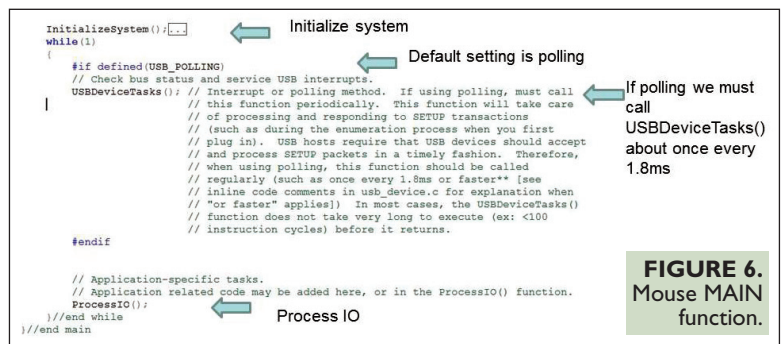 InitializeSystem();...
Initialize system
while(1)
{
#if defined(USB_POLLING)
Default setting is polling
// Check bus status and service USB interrupts.
USBDeviceTasks(); // Interrupt or polling method. If using polling, must call
// this function periodically. This function will take care
// of processing and responding to SETUP transactions
// (such as during the enumeration process when you first
// plug in). USB hosts require that USB devices should accept
// and process SETUP packets in a timely fashion. Therefore,
// when using polling, this function should be called
// regularly (such as once every 1.8ms or faster** [see
// inline code comments in usb_device.c for explanation when
// "or faster" applies]) In most cases, the USBDeviceTasks()
// function does not take very long to execute (ex: <100
// instruction cycles) before it returns.
#endif
If polling we must
call
USBDeviceTasks()
about once every
1.8ms
// Application-specific tasks.
// Application related code may be added here, or in the ProcessIO() function.
ProcessIO();
Process IO
}//end while
}//end main
FIGURE 6.
Mouse MAIN
function.